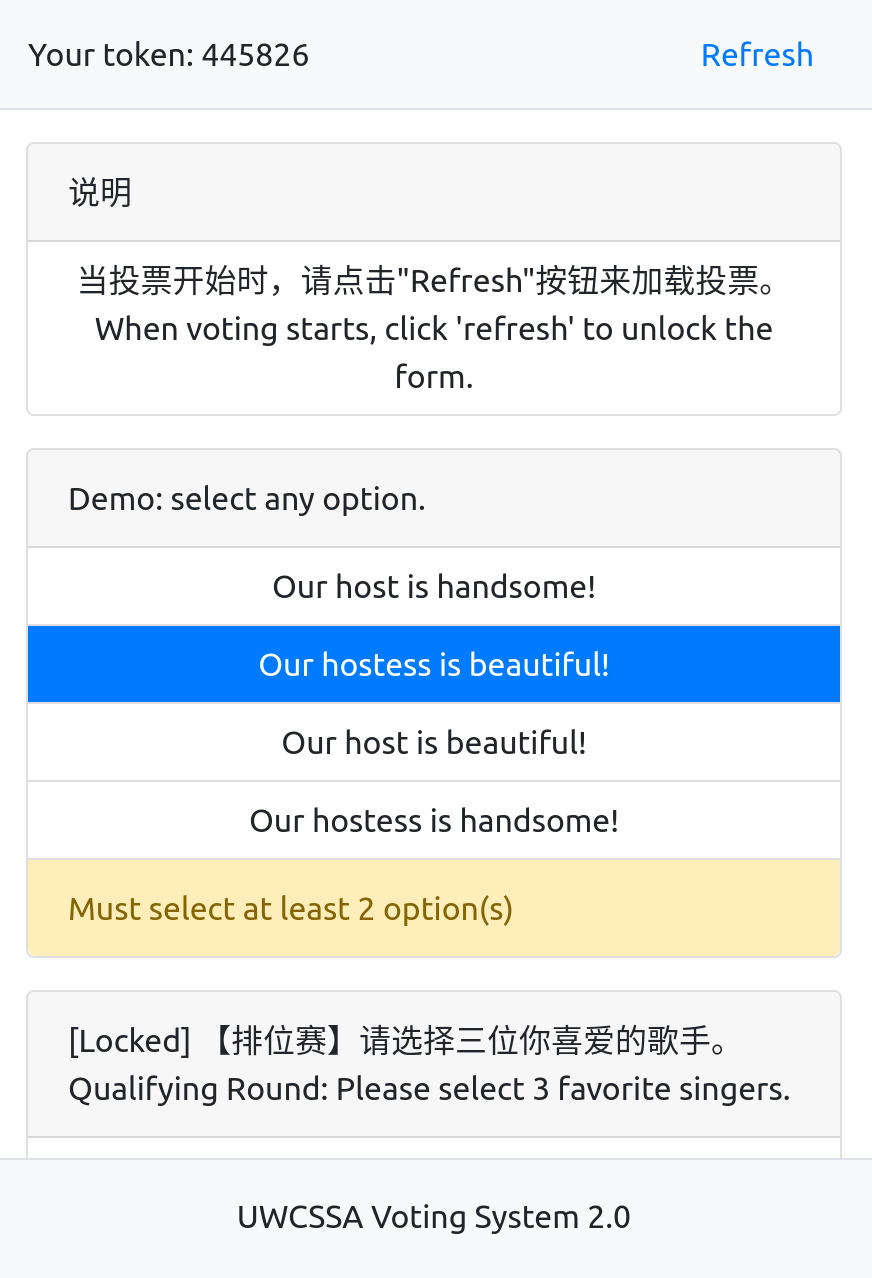 Your token: 445826
Refresh
说明
当投票开始时，请点击"Refresh"按钮来加载投票。
When voting starts, click 'refresh' to unlock the
form.
Demo: select any option.
Our host is handsome!
Our hostess is beautiful!
Our host is beautiful!
Our hostess is handsome!
Must select at least 2 option(s)
[Locked] 【排位赛】请选择三位你喜爱的歌手。
Qualifying Round: Please select 3 favorite singers.
UWCSSA Voting System 2.0